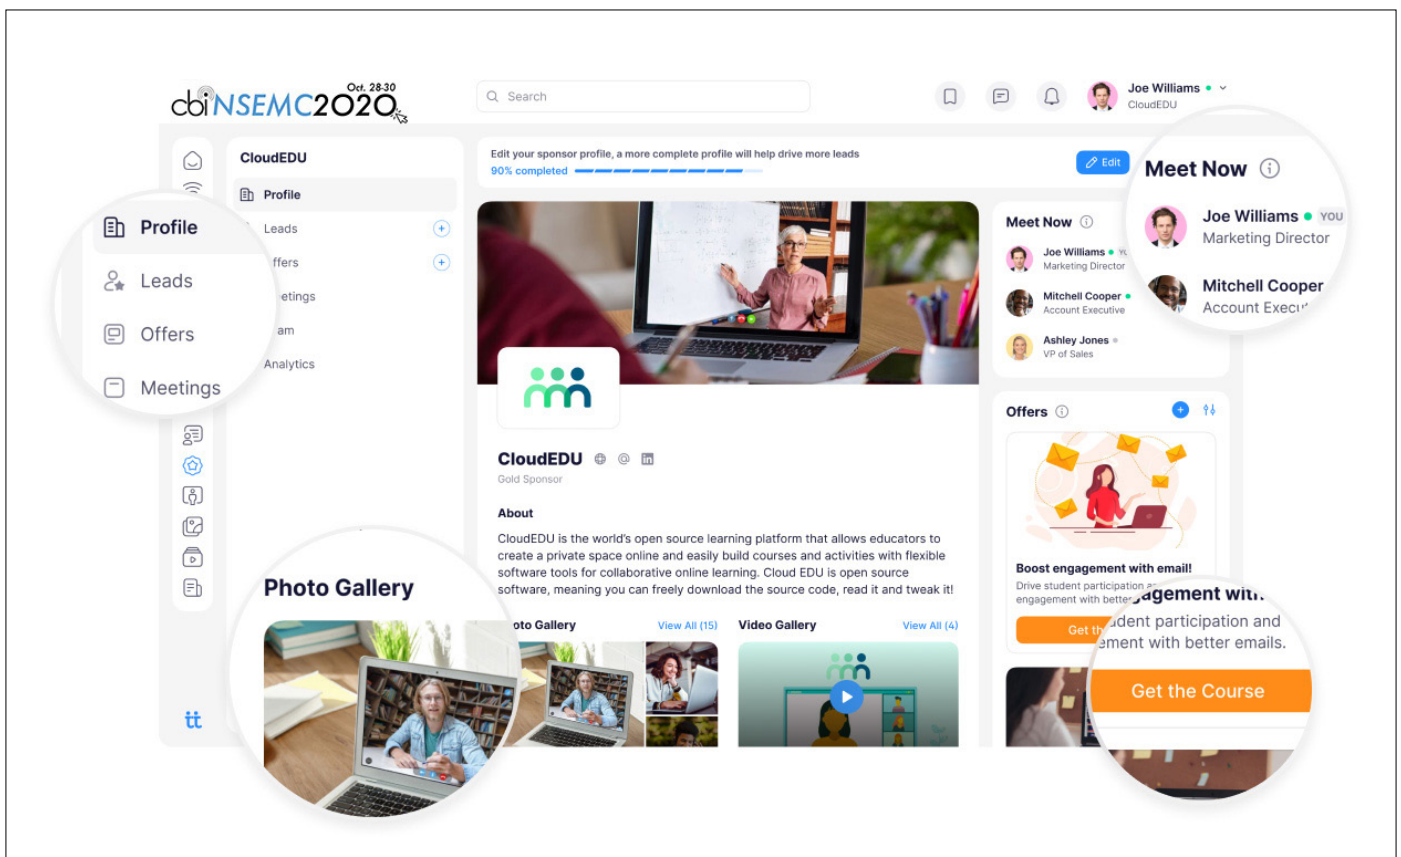 Oct. 28-30
cbiNSEMC2020
Search
Joe Williams
CloudEDU
CloudEDU
Profile
Leads
ffers
etings
am
Analytics
Profile
Leads
Offers
Meetings
Edit your sponsor profile, a more complete profile will help drive more leads
90% completed
Edit
Meet Now
Joe Williams
Marketing Director
Mitchell Cooper
Account Executive
Ashley Jones
VP of Sales
Meet Now
Joe Williams YOU
Marketing Director
Mitchell Cooper
Account Execut
CloudEDU
Gold Sponsor
About
CloudEDU is the world's open source learning platform that allows educators to
create a private space online and easily build courses and activities with flexible
software tools for collaborative online learning. Cloud EDU is open source
software, meaning you can freely download the source code, read it and tweak it!
Photo Gallery
oto Gallery View All (15)
Video Gallery View All (4)
Offers
Boost engagement with email!
Drive student participation a
engagement with better
Get th
agement with
udent participation and
ement with better emails.
Get the Course
tt